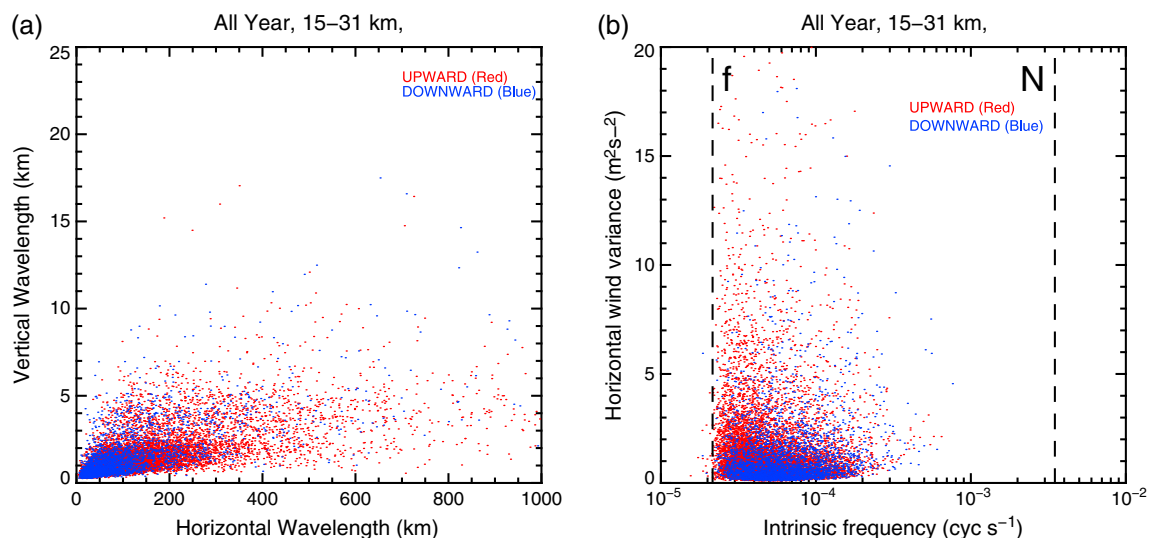 (a)
All Year, 15–31 km,
25
20
15
10
5
0
Vertical Wavelength (km)
UPWARD (Red)
DOWNWARD (Blue)
0
200
400
600
800
1000
Horizontal Wavelength (km)
(b)
All Year, 15–31 km,
20
15
10
5
0
Horizontal wind variance (m²s⁻²)
f
N
UPWARD (Red)
DOWNWARD (Blue)
10⁻⁵
10⁻⁴
10⁻³
10⁻²
Intrinsic frequency (cyc s⁻¹)